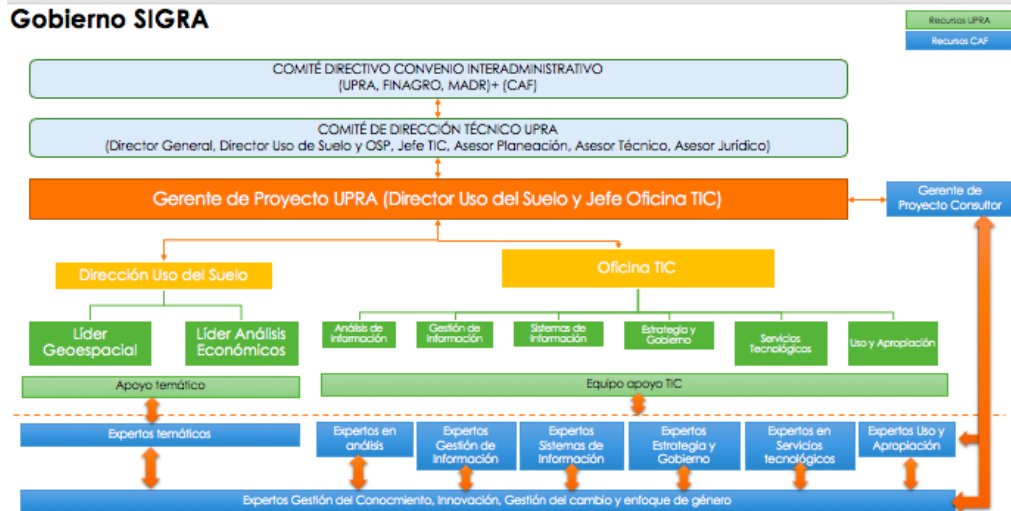 Gobierno SIGRA
Recursos UPRA
Recursos CAF
COMITÉ DIRECTIVO CONVENIO INTERADMINISTRATIVO
(UPRA, FINAGRO, MADR)+ (CAF)
COMITÉ DE DIRECCIÓN TÉCNICO UPRA
(Director General, Director Uso de Suelo y OSP, Jefe TIC, Asesor Planeación, Asesor Técnico, Asesor Jurídico)
Gerente de Proyecto UPRA (Director Uso del Suelo y Jefe Oficina TIC)
Gerente de
Proyecto Consultor
Dirección Uso del Suelo
Oficina TIC
Líder
Geoespacial
Líder Análisis
Económicos
Análisis de
Información
Gestión de
Información
Sistemas de
Información
Estrategia y
Gobierno
Servicios
Tecnológicos
Uso y Apropiación
Apoyo temático
Equipo apoyo TIC
Expertos temáticos
Expertos en
análisis
Expertos
Gestión de
Información
Expertos
Sistemas de
Información
Expertos
Estrategia y
Gobierno
Expertos en
Servicios
tecnológicos
Expertos Uso y
Apropiación
Expertos Gestión del Conocmiento, Innovación, Gestión del cambio y enfoque de género